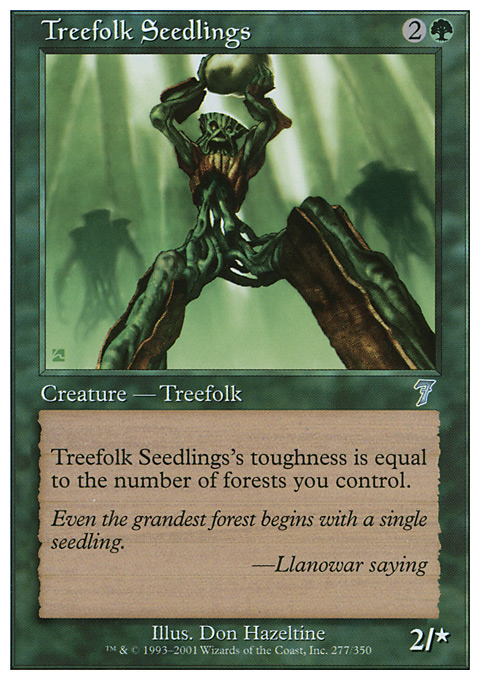 Treefolk Seedlings 2
Creature — Treefolk
Treefolk Seedlings's toughness is equal
to the number of forests you control.
Even the grandest forest begins with a single
seedling.
—Llanowar saying
Illus. Don Hazeltine
™ & © 1993–2001 Wizards of the Coast, Inc. 277/350
2/★